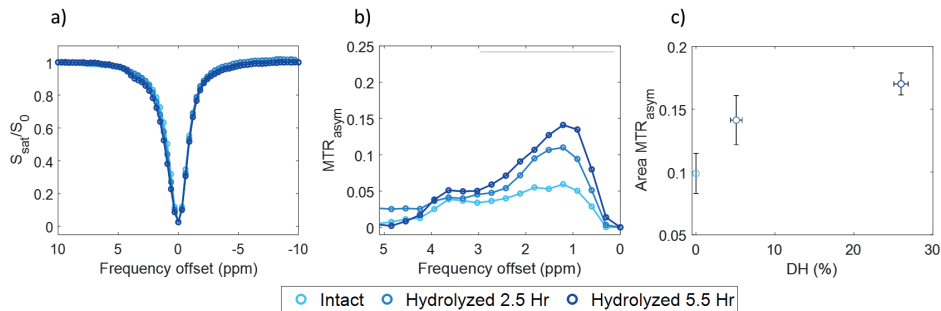 a)
b)
c)
S_sat/S_0
1
0.8
0.6
0.4
0.2
0
10
5
0
-5
-10
Frequency offset (ppm)
MTR_asym
0.25
0.2
0.15
0.1
0.05
0
5
4
3
2
1
0
Frequency offset (ppm)
Area MTR_asym
0.2
0.15
0.1
0.05
0
10
20
30
DH (%)
Intact
Hydrolyzed 2.5 Hr
Hydrolyzed 5.5 Hr